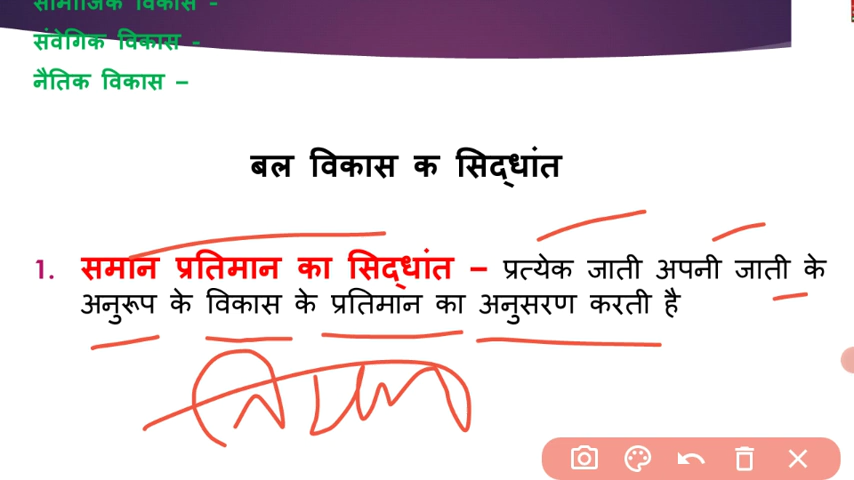 सामाजिक विकास -
संवेगिक विकास -
नैतिक विकास –
बल विकास क सिद्धांत
1. समान प्रतिमान का सिद्धांत – प्रत्येक जाती अपनी जाती के
अनुरूप के विकास के प्रतिमान का अनुसरण करती है